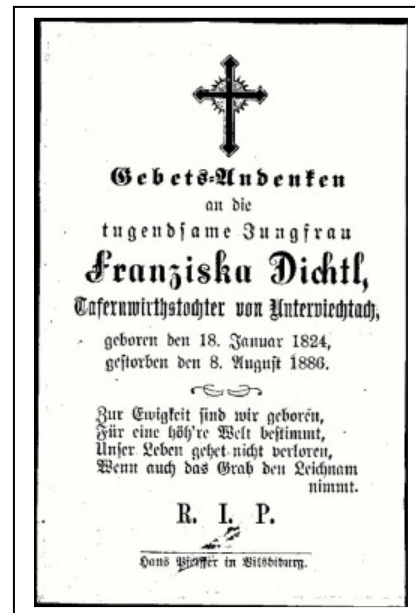 Gebets-Andenken
an die
tugendsame Jungfrau
Franziska Dichtl,
Tafernwirthstochter von Unterviechtach,
geboren den 18. Januar 1824,
gestorben den 8. August 1886.
Zur Ewigkeit sind wir geboren,
Für eine höh're Welt bestimmt,
Unser Leben gehet nicht verloren,
Wenn auch das Grab den Leichnam
nimmt.
R. I. P.
Hans Pfeiffer in Vilsbiburg.